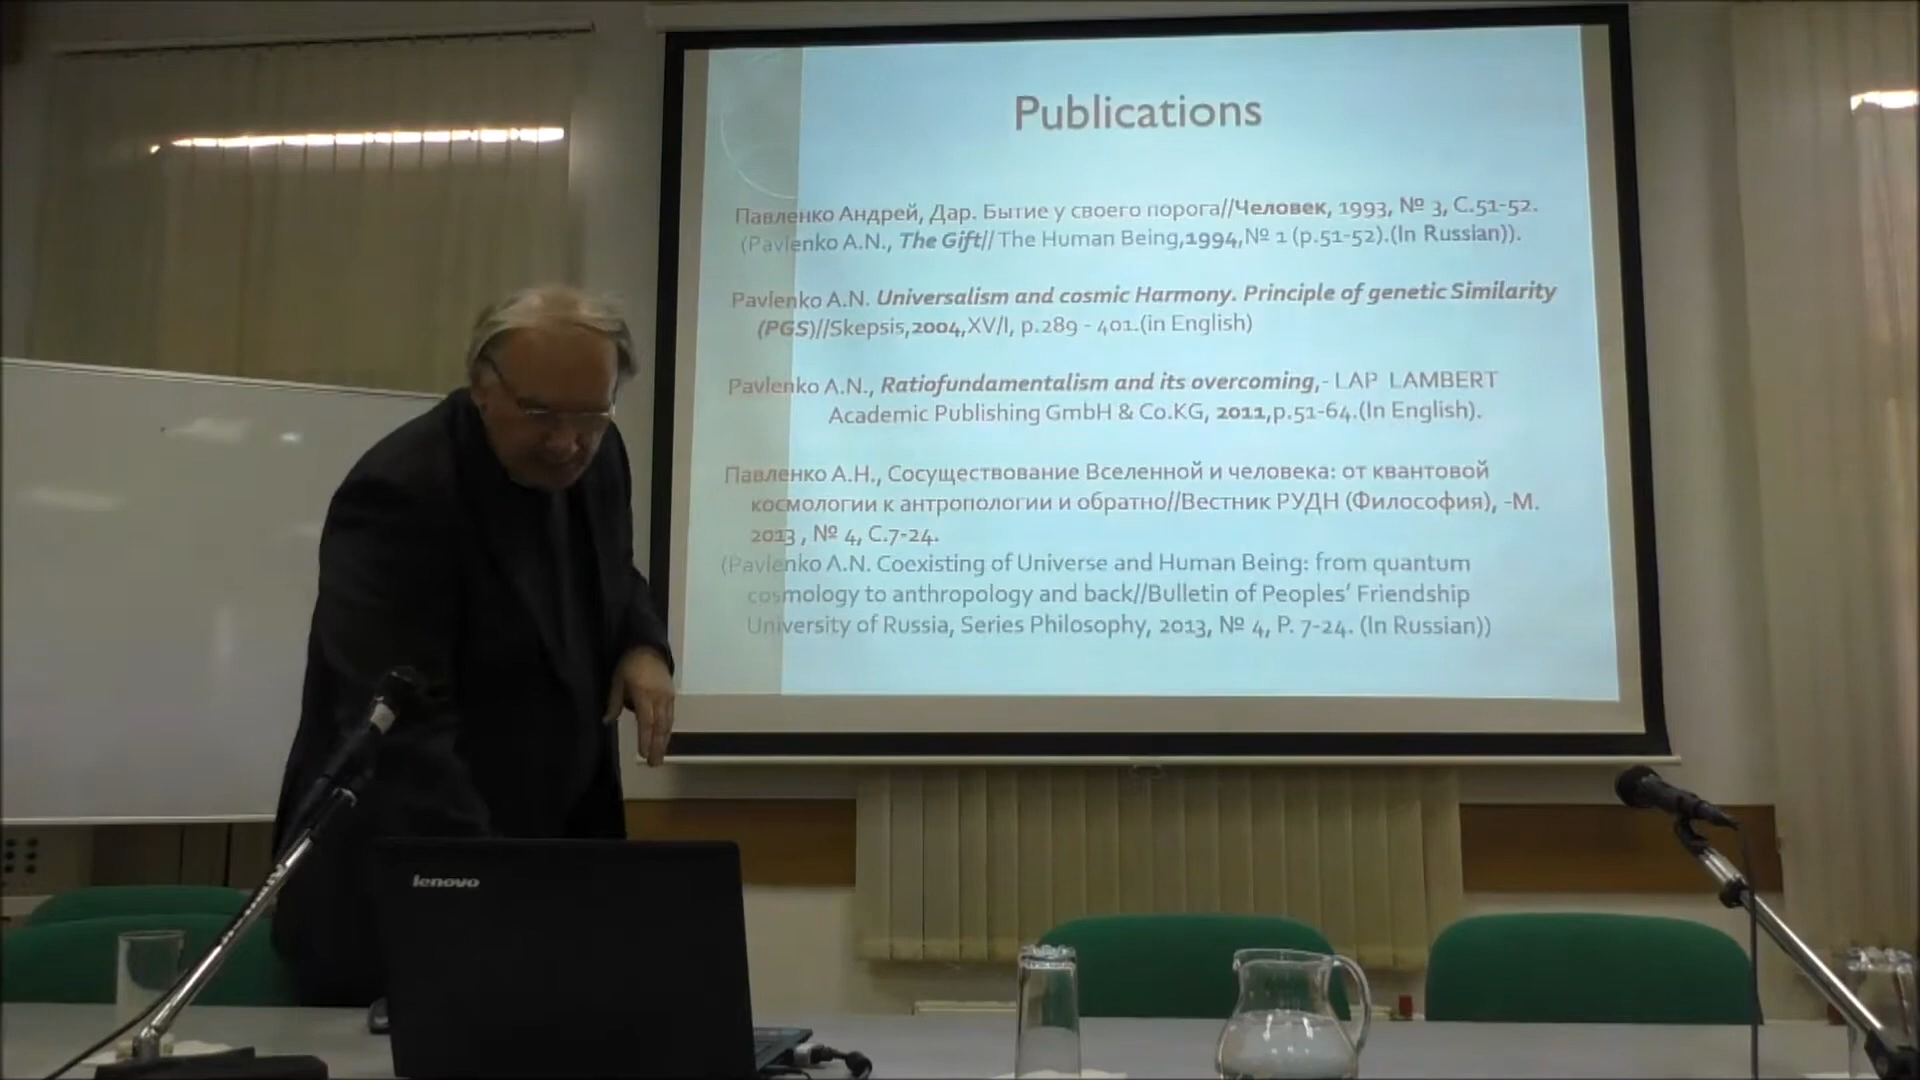 Publications
Павленко Андрей, Дар. Бытие у своего порога//Человек, 1993, № 3, С.51-52.
(Pavlenko A.N., The Gift// The Human Being,1994,№ 1 (p.51-52).(In Russian)).
Pavlenko A.N. Universalism and cosmic Harmony. Principle of genetic Similarity
(PGS)//Skepsis,2004,XV/I, p.289 - 401.(in English)
Pavlenko A.N., Ratiofundamentalism and its overcoming,- LAP LAMBERT
Academic Publishing GmbH & Co.KG, 2011,p.51-64.(In English).
Павленко А.Н., Сосуществование Вселенной и человека: от квантовой
космологии к антропологии и обратно//Вестник РУДН (Философия), -М.
2013 , № 4, С.7-24.
(Pavlenko A.N. Coexisting of Universe and Human Being: from quantum
cosmology to anthropology and back//Bulletin of Peoples’ Friendship
University of Russia, Series Philosophy, 2013, № 4, P. 7-24. (In Russian))
lenovo